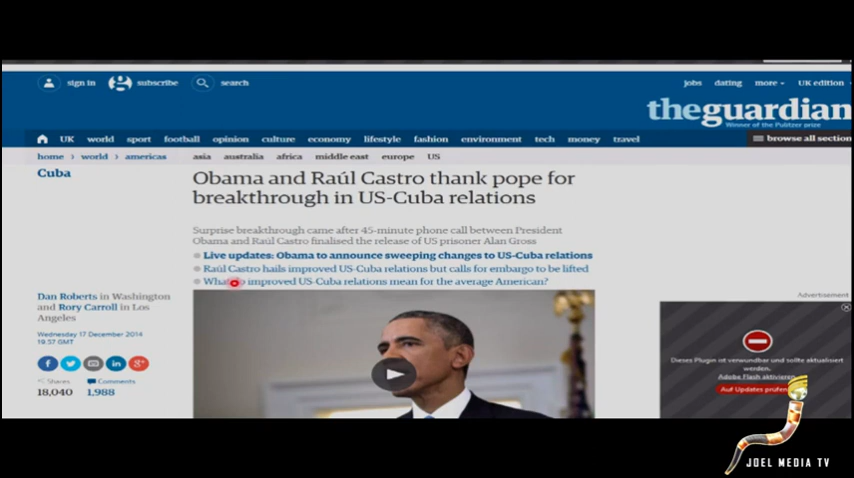 sign in subscribe search jobs dating more UK edition
theguardian
Winner of the Pulitzer prize
UK world sport football opinion culture economy lifestyle fashion environment tech money travel browse all section
home > world > americas asia australia africa middle east europe US
Cuba
Obama and Raúl Castro thank pope for
breakthrough in US-Cuba relations
Surprise breakthrough came after 45-minute phone call between President
Obama and Raúl Castro finalised the release of US prisoner Alan Gross
Live updates: Obama to announce sweeping changes to US-Cuba relations
Raúl Castro hails improved US-Cuba relations but calls for embargo to be lifted
improved US-Cuba relations mean for the average American?
Dan Roberts in Washington
and Rory Carroll in Los
Angeles
Wednesday 17 December 2014
19.37 GMT
Shares Comments
18,040 1,988
Advertisement
Dieses Plugin ist verwundbar und sollte aktualisiert
werden.
Adobe Flash aktivieren
Auf Updates prüfen
JOEL MEDIA TV